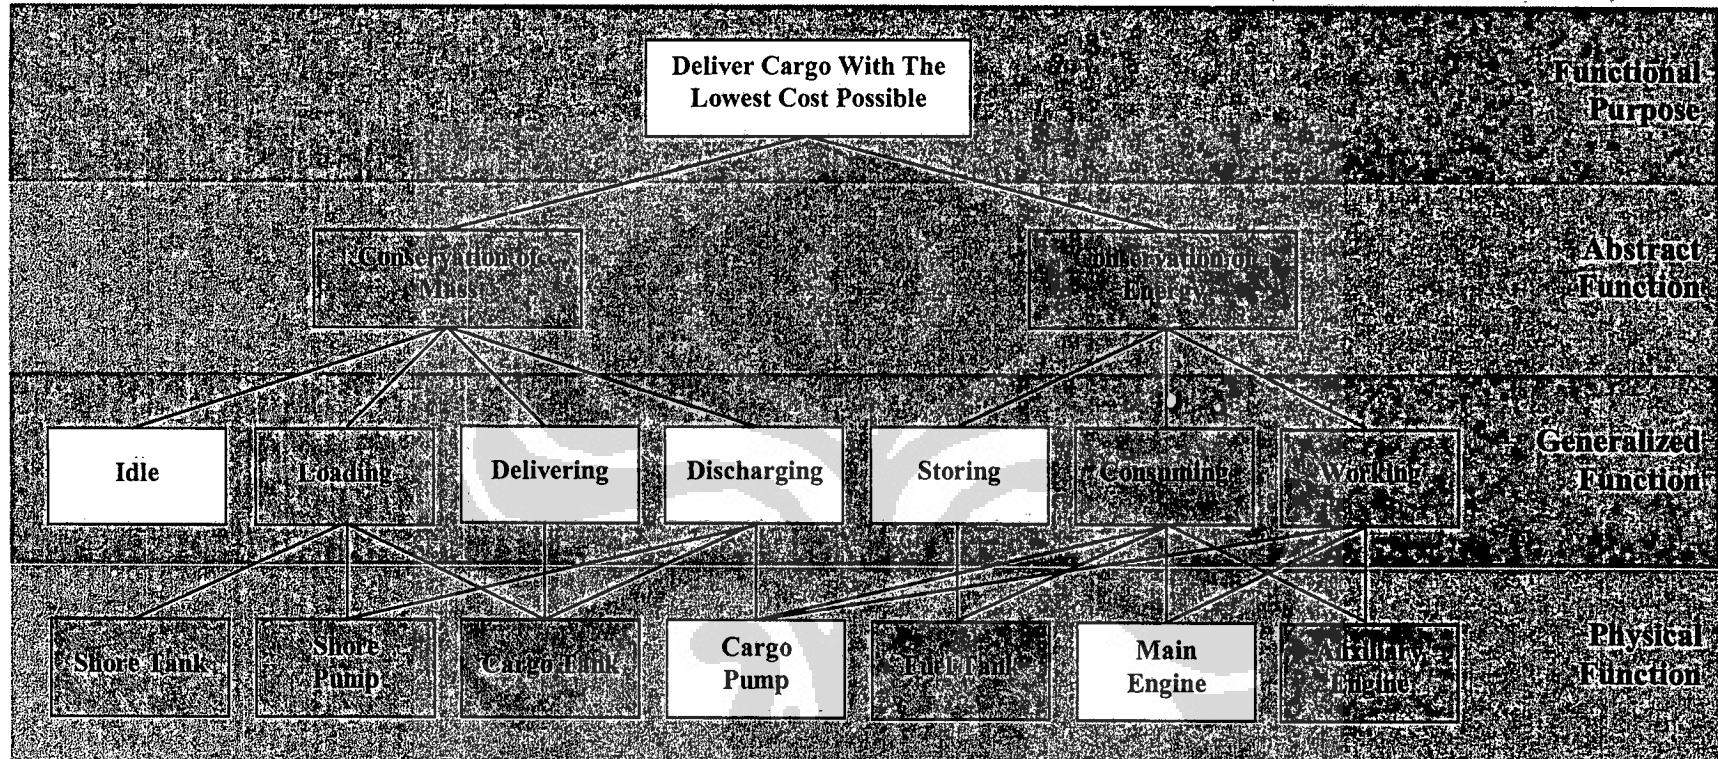 Deliver Cargo With The
Lowest Cost Possible
Functional
Purpose
Conservation of
Mass
Conservation of
Energy
Abstract
Function
Idle
Loading
Delivering
Discharging
Storing
Consuming
Working
Generalized
Function
Shore Tank
Shore
Pump
Cargo Tank
Cargo
Pump
Fuel Tank
Main
Engine
Auxiliary
Engine
Physical
Function